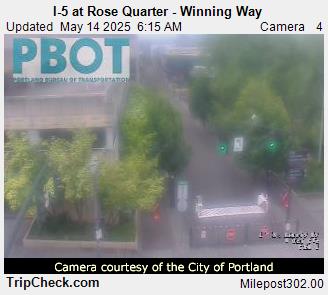 I-5 at Rose Quarter - Winning Way
Updated May 14 2025 6:15 AM Camera 4
PBOT
PORTLAND BUREAU OF TRANSPORTATION
Camera courtesy of the City of Portland
TripCheck.com Milepost302.00